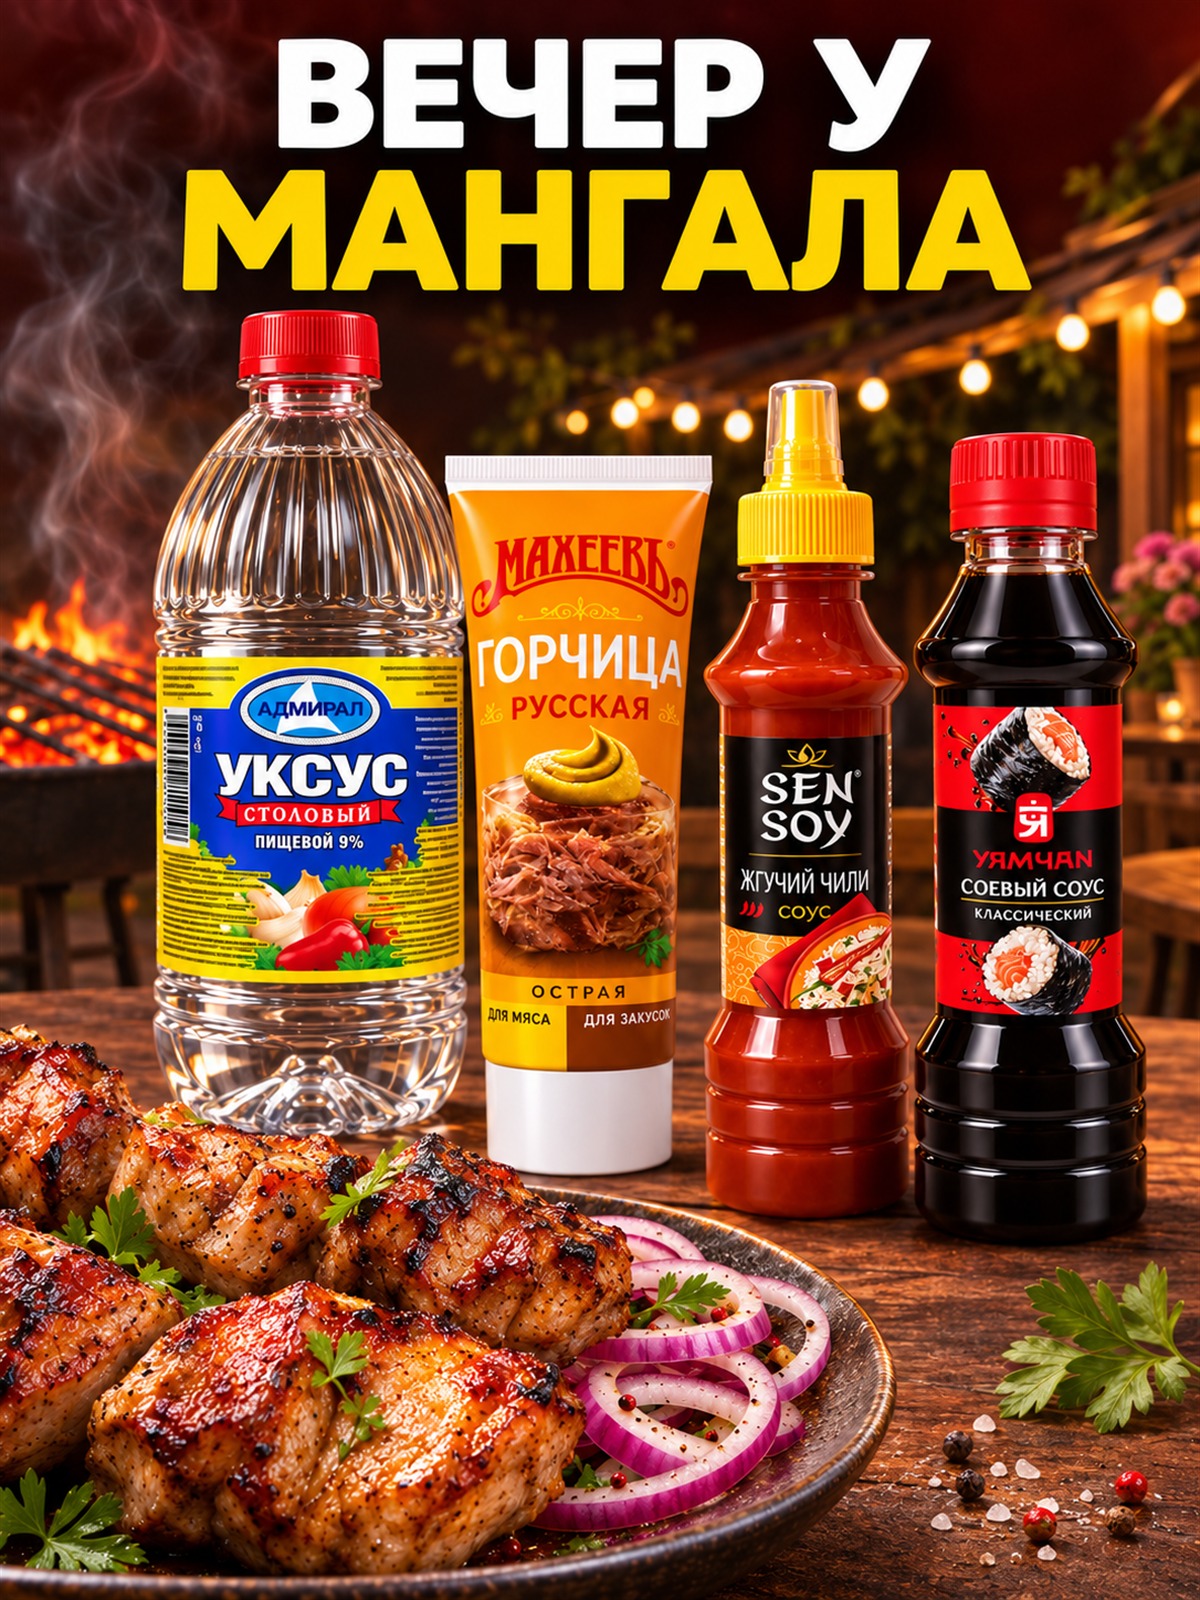 ВЕЧЕР У
МАНГАЛА
АДМИРАЛ
УКСУС
СТОЛОВЫЙ
ПИЩЕВОЙ 9%
МАХЕЕВЪ®
ГОРЧИЦА
РУССКАЯ
ОСТРАЯ
ДЛЯ МЯСА
ДЛЯ ЗАКУСОК
SEN®
SOY
ЖГУЧИЙ ЧИЛИ
СОУС
Я
ЯМЧАN
СОЕВЫЙ СОУС
КЛАССИЧЕСКИЙ